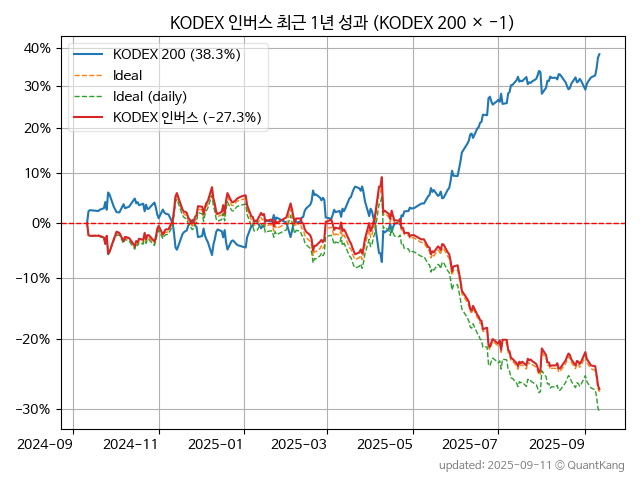 KODEX 인버스 최근 1년 성과 (KODEX 200 × −1)
KODEX 200 (38.3%)
Ideal
Ideal (daily)
KODEX 인버스 (−27.3%)
40%
30%
20%
10%
0%
−10%
−20%
−30%
2024-09
2024-11
2025-01
2025-03
2025-05
2025-07
2025-09
updated: 2025-09-11 ⓒ QuantKang